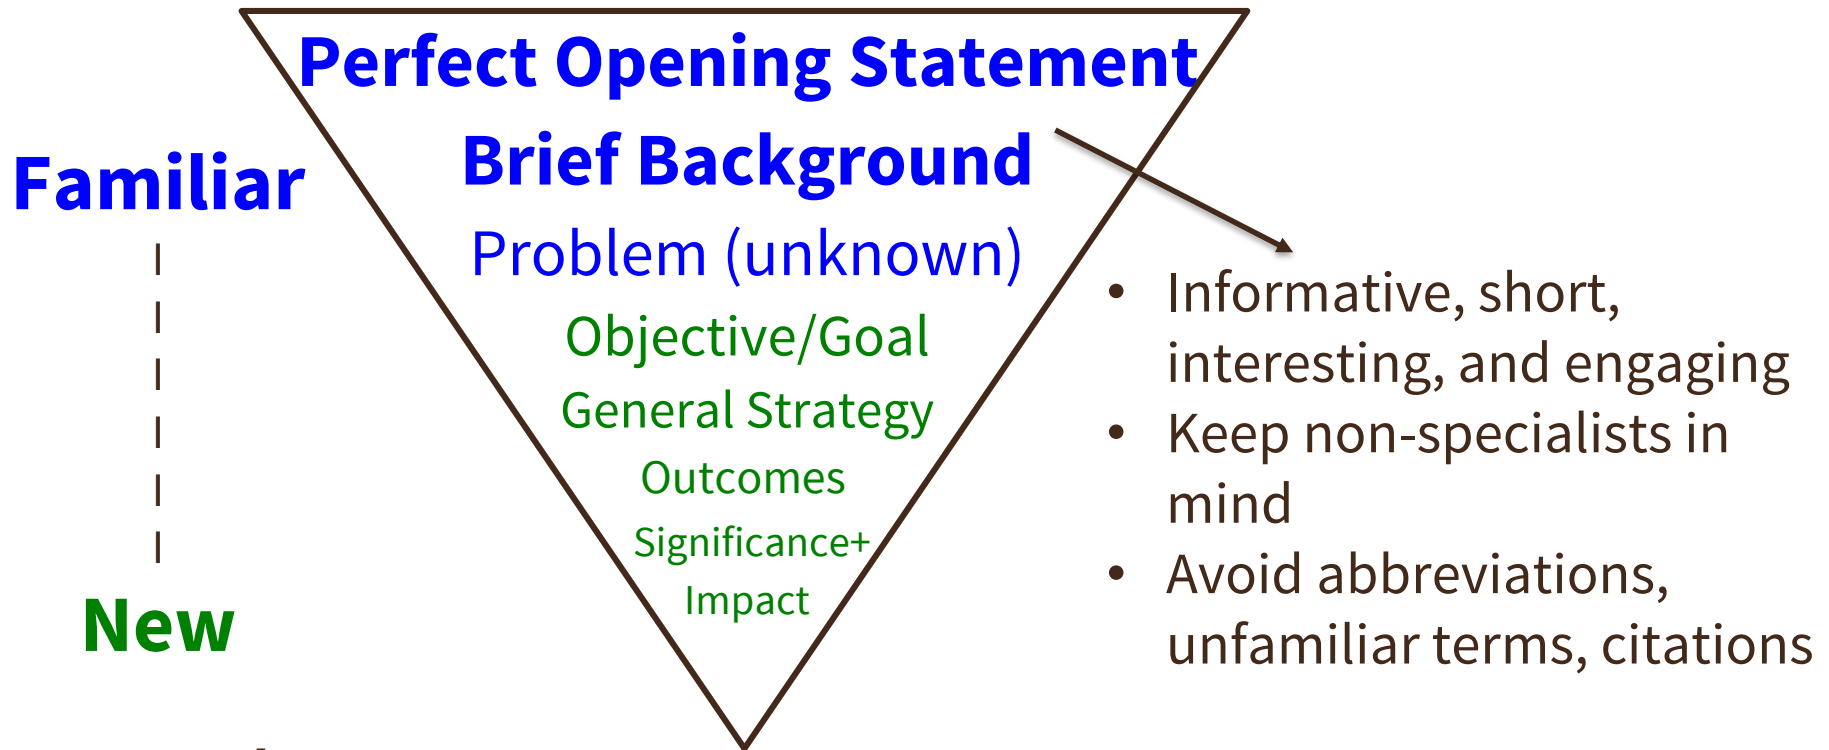 Perfect Opening Statement
Brief Background
Problem (unknown)
Objective/Goal
General Strategy
Outcomes
Significance+
Impact
Familiar
New
• Informative, short,
interesting, and engaging
• Keep non-specialists in
mind
• Avoid abbreviations,
unfamiliar terms, citations